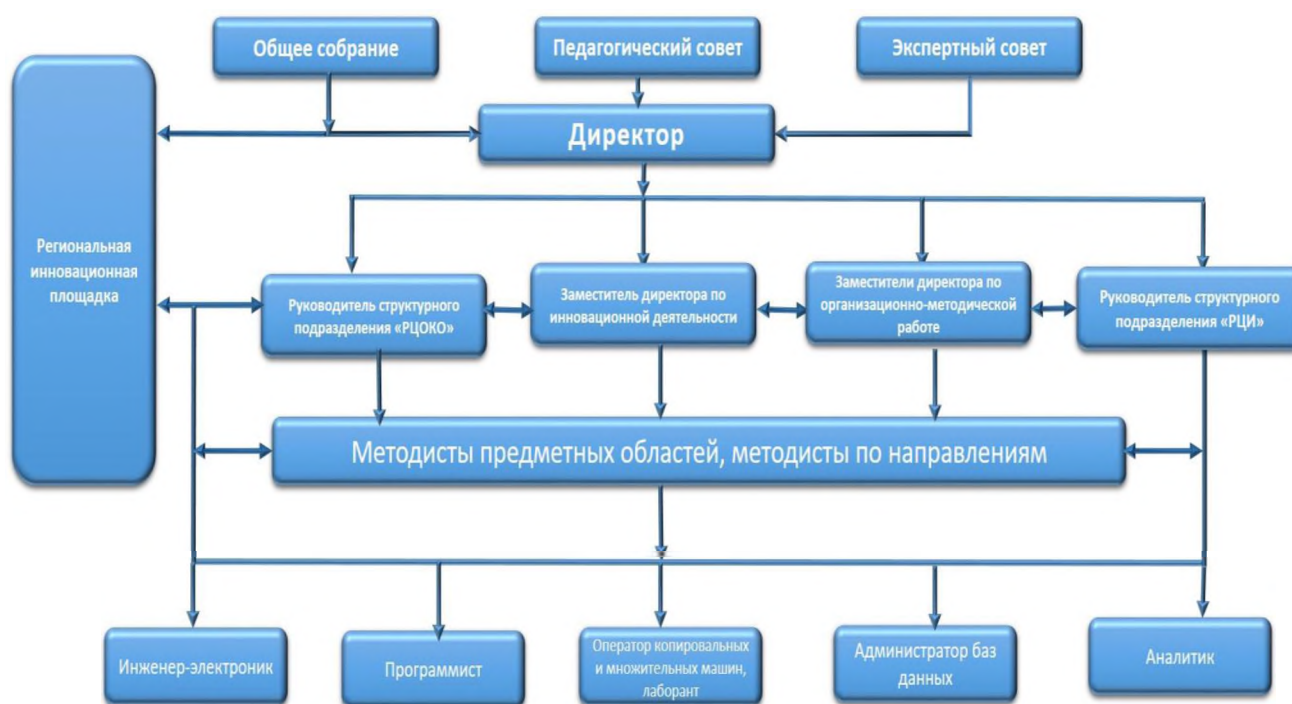 Общее собрание
Педагогический совет
Экспертный совет
Директор
Региональная
инновационная
площадка
Руководитель структурного
подразделения «РЦОКО»
Заместитель директора по
инновационной деятельности
Заместители директора по
организационно-методической
работе
Руководитель структурного
подразделения «РЦИ»
Методисты предметных областей, методисты по направлениям
Инженер-электроник
Программист
Оператор копировальных
и множительных машин,
лаборант
Администратор баз
данных
Аналитик